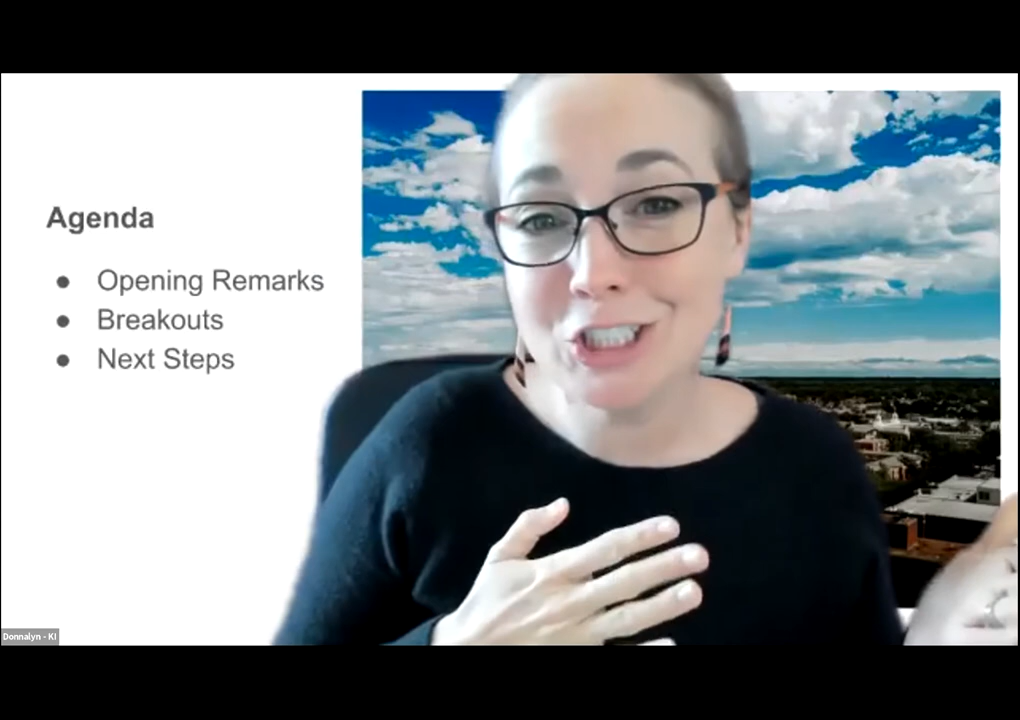 Agenda
● Opening Remarks
● Breakouts
● Next Steps
Donnalyn - KI